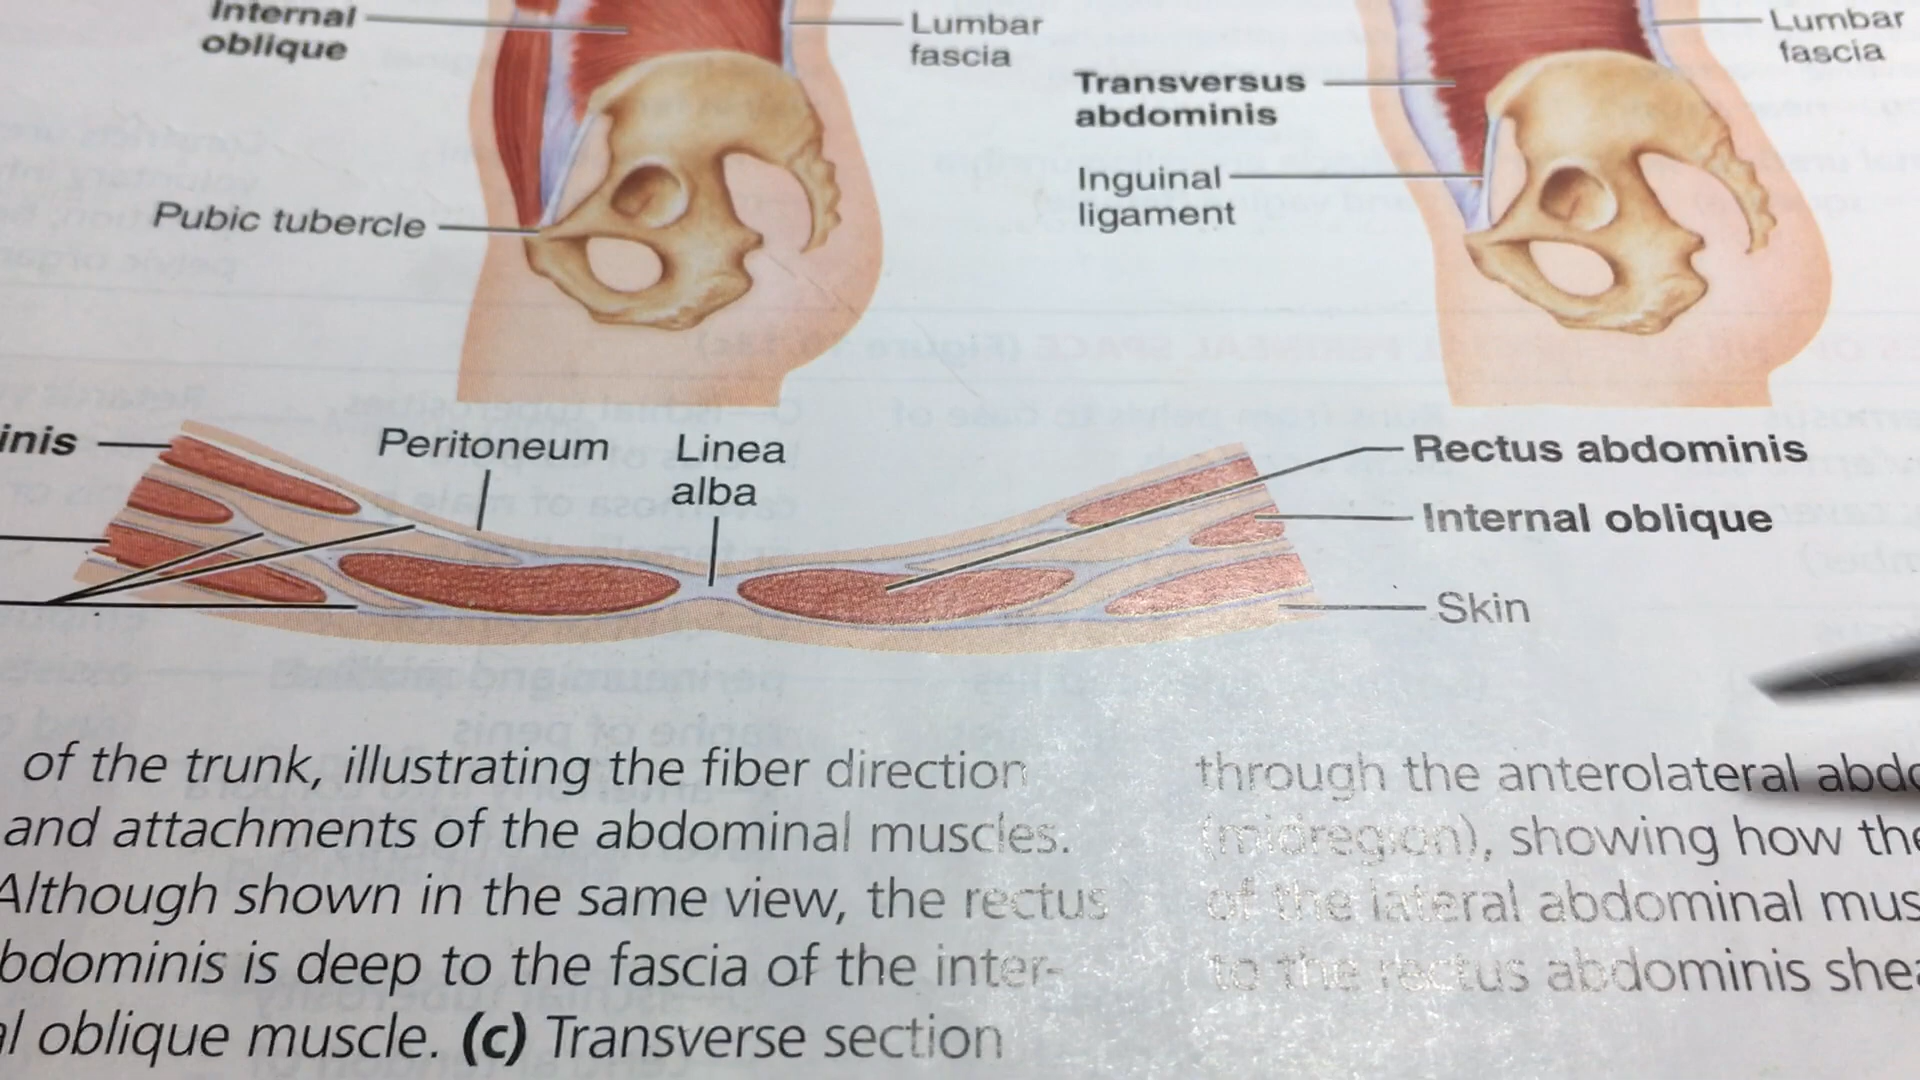 Internal
oblique
Lumbar
fascia
Lumbar
fascia
Transversus
abdominis
Inguinal
ligament
Pubic tubercle
inis
Peritoneum
Linea
alba
Rectus abdominis
Internal oblique
Skin
of the trunk, illustrating the fiber direction
and attachments of the abdominal muscles.
Although shown in the same view, the rectus
bdominis is deep to the fascia of the inter-
al oblique muscle. (c) Transverse section
through the anterolateral abdo
(midregion), showing how the
of the lateral abdominal mus
to the rectus abdominis shea